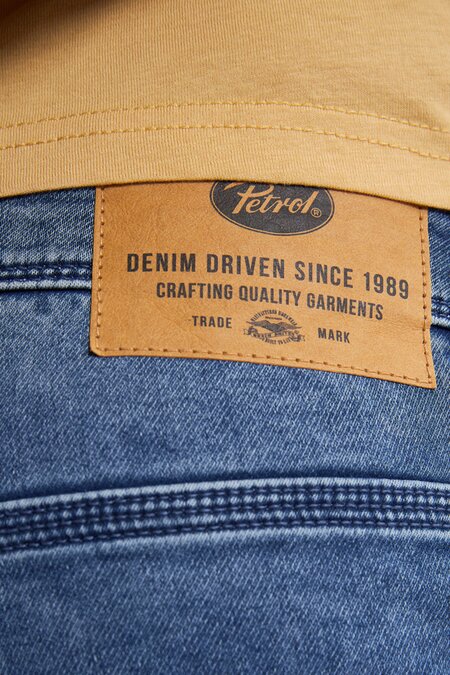 Petrol®
DENIM DRIVEN SINCE 1989
CRAFTING QUALITY GARMENTS
TRADE MARK